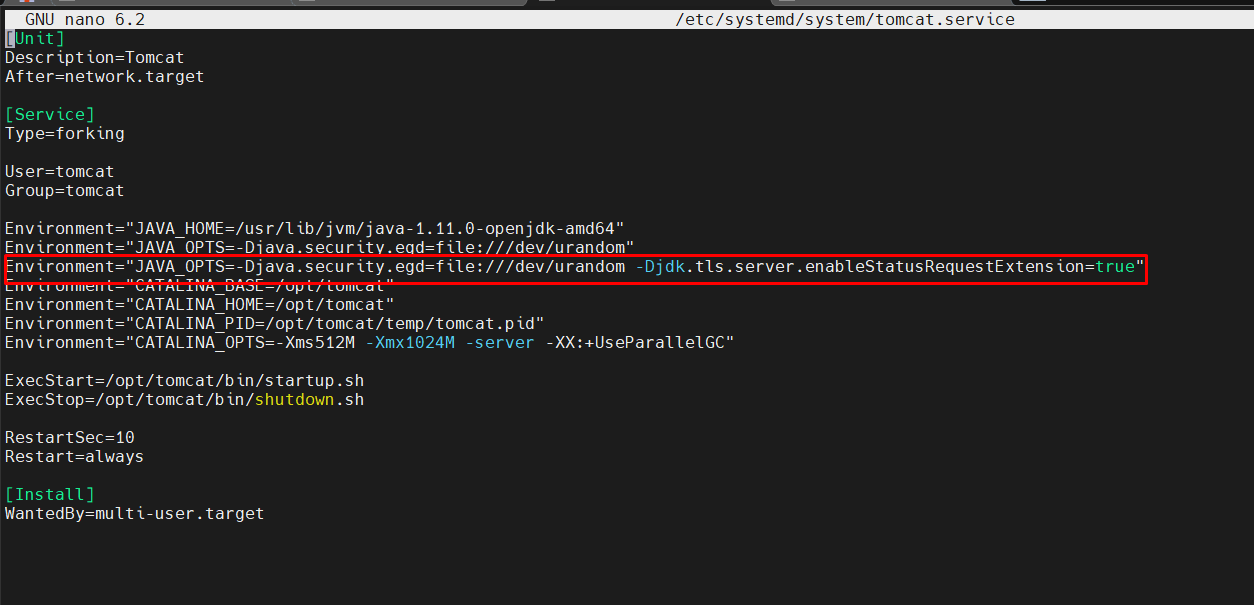 GNU nano 6.2 /etc/systemd/system/tomcat.service
[Unit]
Description=Tomcat
After=network.target
[Service]
Type=forking
User=tomcat
Group=tomcat
Environment="JAVA_HOME=/usr/lib/jvm/java-1.11.0-openjdk-amd64"
Environment="JAVA_OPTS=-Djava.security.egd=file:///dev/urandom"
Environment="JAVA_OPTS=-Djava.security.egd=file:///dev/urandom -Djdk.tls.server.enableStatusRequestExtension=true"
Environment="CATALINA_BASE=/opt/tomcat"
Environment="CATALINA_HOME=/opt/tomcat"
Environment="CATALINA_PID=/opt/tomcat/temp/tomcat.pid"
Environment="CATALINA_OPTS=-Xms512M -Xmx1024M -server -XX:+UseParallelGC"
ExecStart=/opt/tomcat/bin/startup.sh
ExecStop=/opt/tomcat/bin/shutdown.sh
RestartSec=10
Restart=always
[Install]
WantedBy=multi-user.target